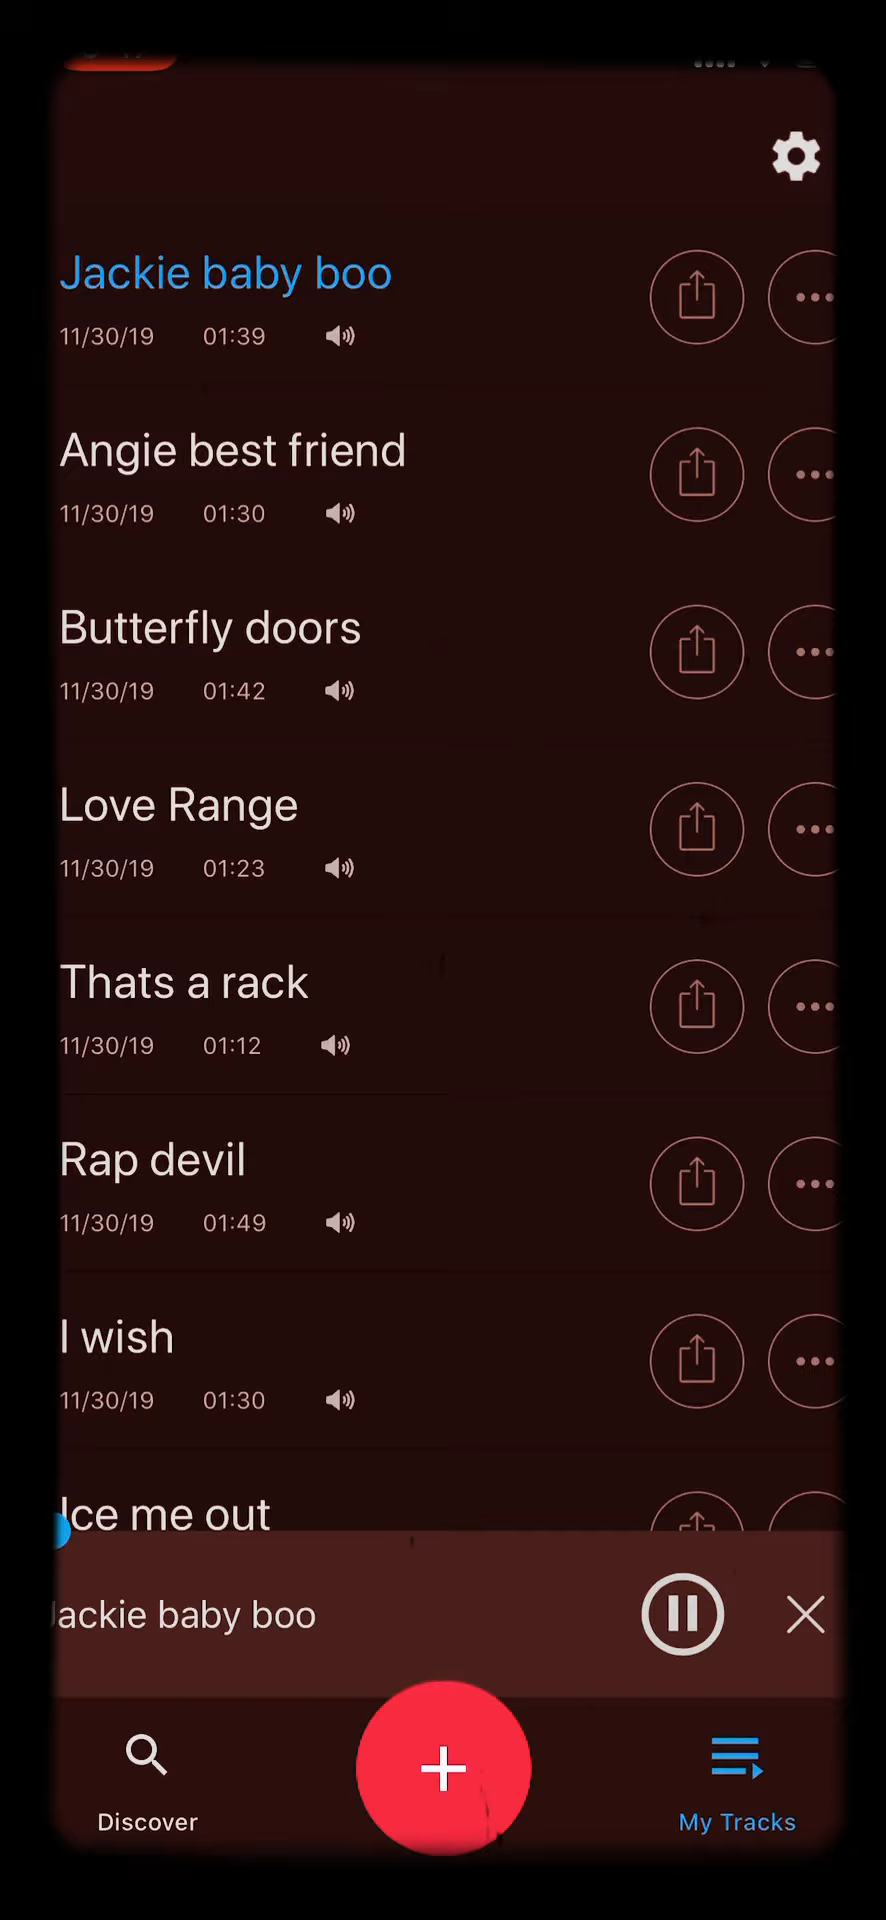 Jackie baby boo
11/30/19 01:39
Angie best friend
11/30/19 01:30
Butterfly doors
11/30/19 01:42
Love Range
11/30/19 01:23
Thats a rack
11/30/19 01:12
Rap devil
11/30/19 01:49
I wish
11/30/19 01:30
Ice me out
Jackie baby boo
Discover
My Tracks